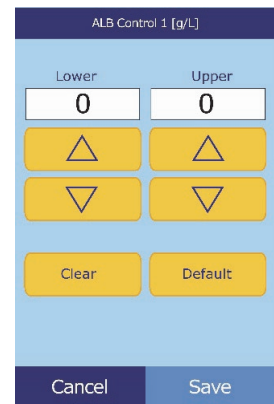 ALB Control 1 [g/L]
Lower Upper
0 0
Clear Default
Cancel Save